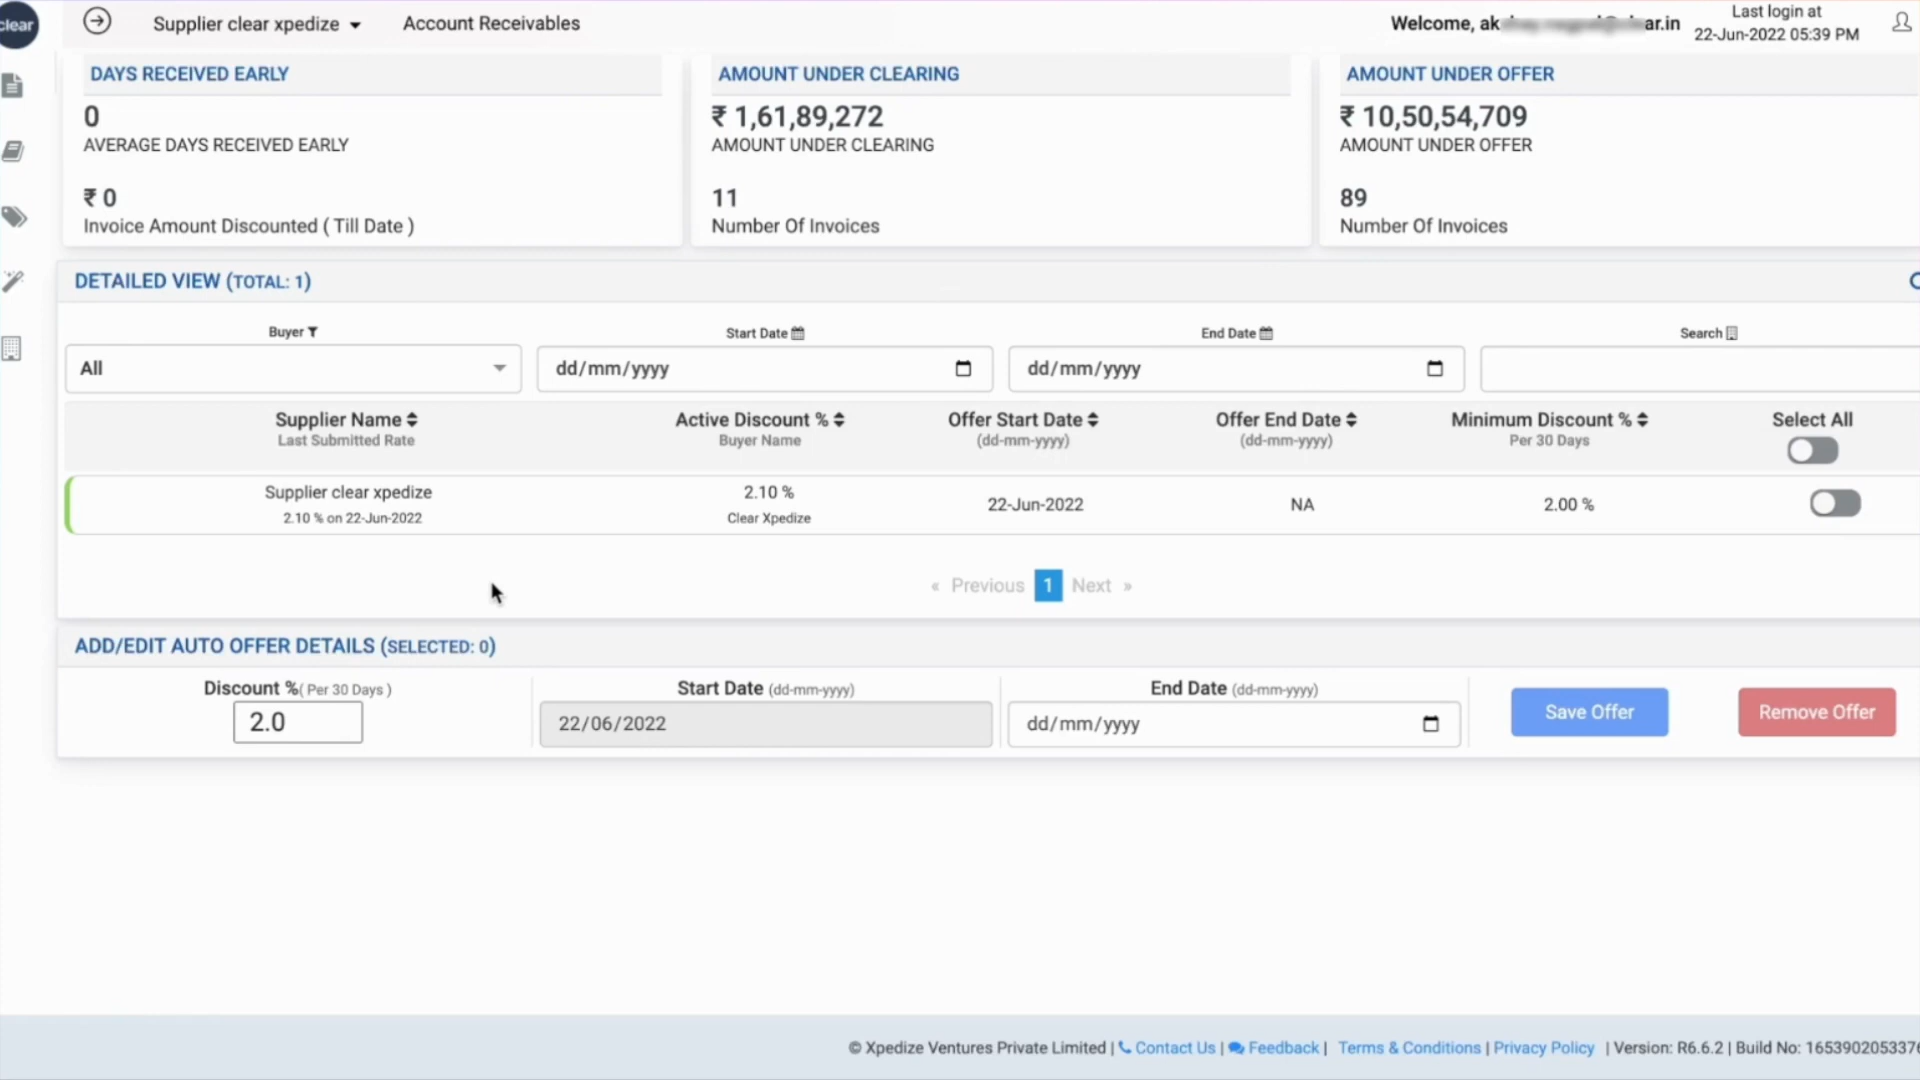 clear
Supplier clear xpedize
Account Receivables
Welcome, ak ar.in
Last login at
22-Jun-2022 05:39 PM
DAYS RECEIVED EARLY
0
AVERAGE DAYS RECEIVED EARLY
₹ 0
Invoice Amount Discounted ( Till Date )
AMOUNT UNDER CLEARING
₹ 1,61,89,272
AMOUNT UNDER CLEARING
11
Number Of Invoices
AMOUNT UNDER OFFER
₹ 10,50,54,709
AMOUNT UNDER OFFER
89
Number Of Invoices
DETAILED VIEW (TOTAL: 1)
Buyer
Start Date
End Date
Search
All
dd/mm/yyyy
dd/mm/yyyy
Supplier Name
Last Submitted Rate
Active Discount %
Buyer Name
Offer Start Date
(dd-mm-yyyy)
Offer End Date
(dd-mm-yyyy)
Minimum Discount %
Per 30 Days
Select All
Supplier clear xpedize
2.10 % on 22-Jun-2022
2.10 %
Clear Xpedize
22-Jun-2022
NA
2.00 %
« Previous 1 Next »
ADD/EDIT AUTO OFFER DETAILS (SELECTED: 0)
Discount %( Per 30 Days )
2.0
Start Date (dd-mm-yyyy)
22/06/2022
End Date (dd-mm-yyyy)
dd/mm/yyyy
Save Offer
Remove Offer
© Xpedize Ventures Private Limited | Contact Us | Feedback | Terms & Conditions | Privacy Policy | Version: R6.6.2 | Build No: 1653902053376